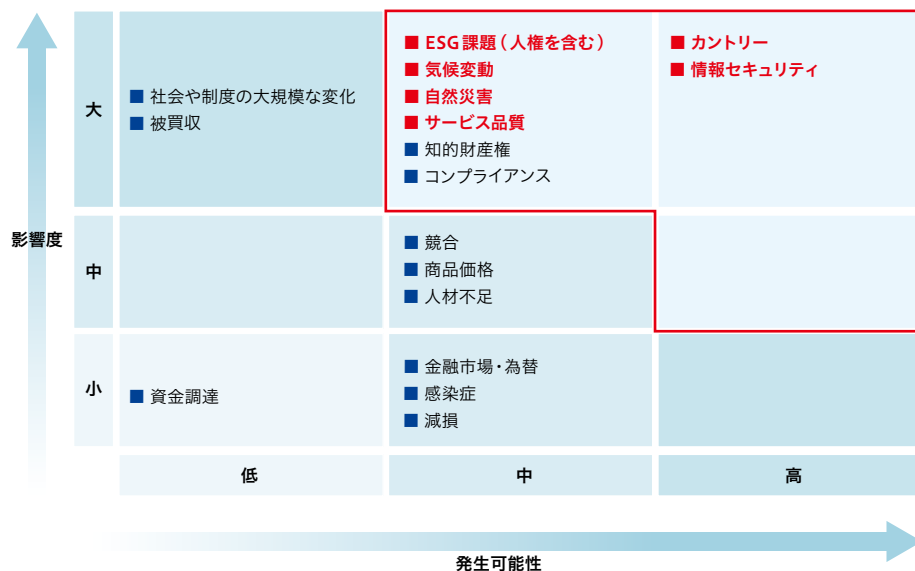 影響度
大
■ 社会や制度の大規模な変化
■ 被買収
■ ESG課題（人権を含む）
■ 気候変動
■ 自然災害
■ サービス品質
■ 知的財産権
■ コンプライアンス
■ カントリー
■ 情報セキュリティ
中
■ 競合
■ 商品価格
■ 人材不足
小
■ 資金調達
■ 金融市場・為替
■ 感染症
■ 減損
低
中
高
発生可能性